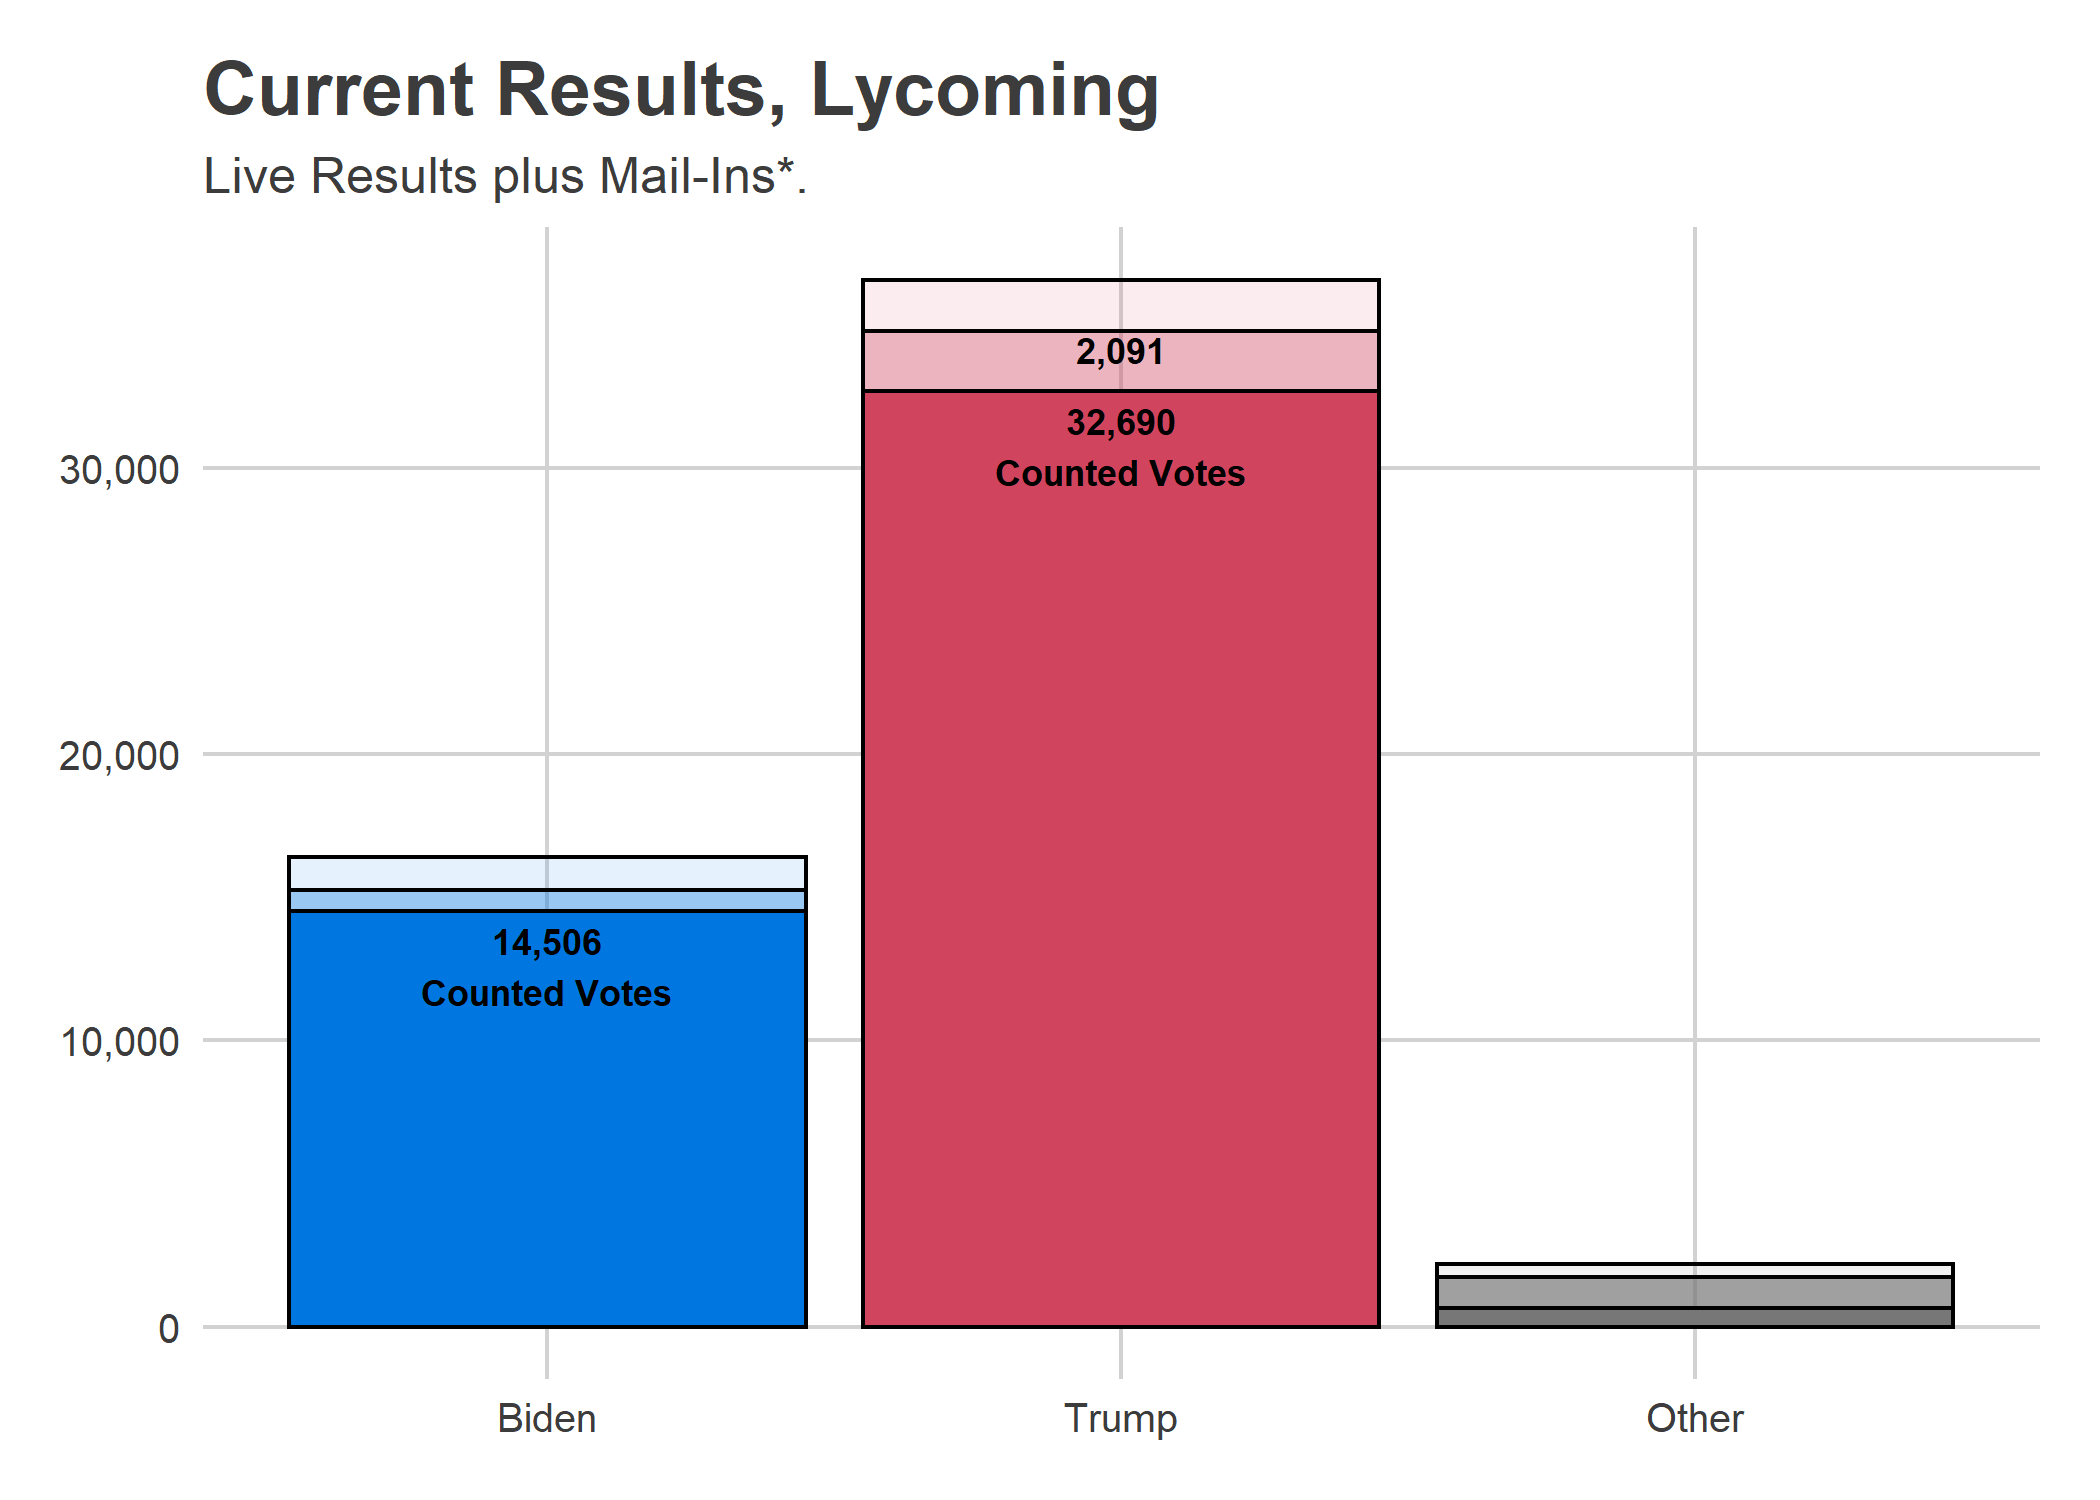 Current Results, Lycoming
Live Results plus Mail-Ins*.
2,091
32,690
Counted Votes
30,000
20,000
14,506
Counted Votes
10,000
0
Biden
Trump
Other